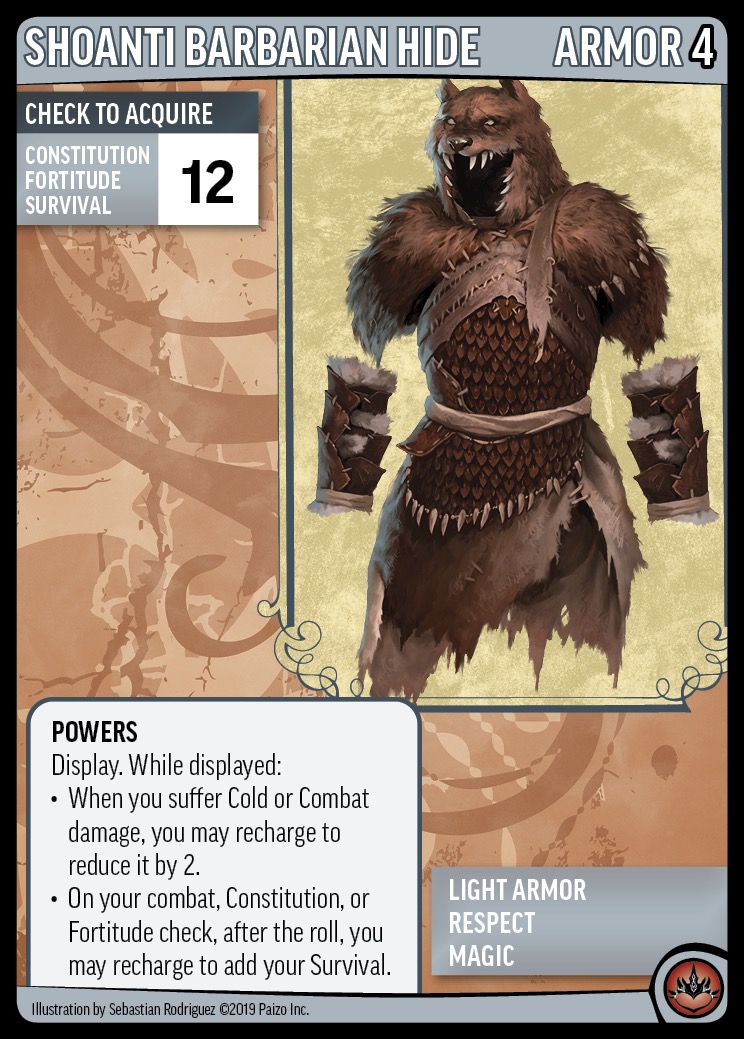 SHOANTI BARBARIAN HIDE ARMOR 4
CHECK TO ACQUIRE
CONSTITUTION
FORTITUDE
SURVIVAL
12
POWERS
Display. While displayed:
• When you suffer Cold or Combat
damage, you may recharge to
reduce it by 2.
• On your combat, Constitution, or
Fortitude check, after the roll, you
may recharge to add your Survival.
LIGHT ARMOR
RESPECT
MAGIC
Illustration by Sebastian Rodriguez ©2019 Paizo Inc.